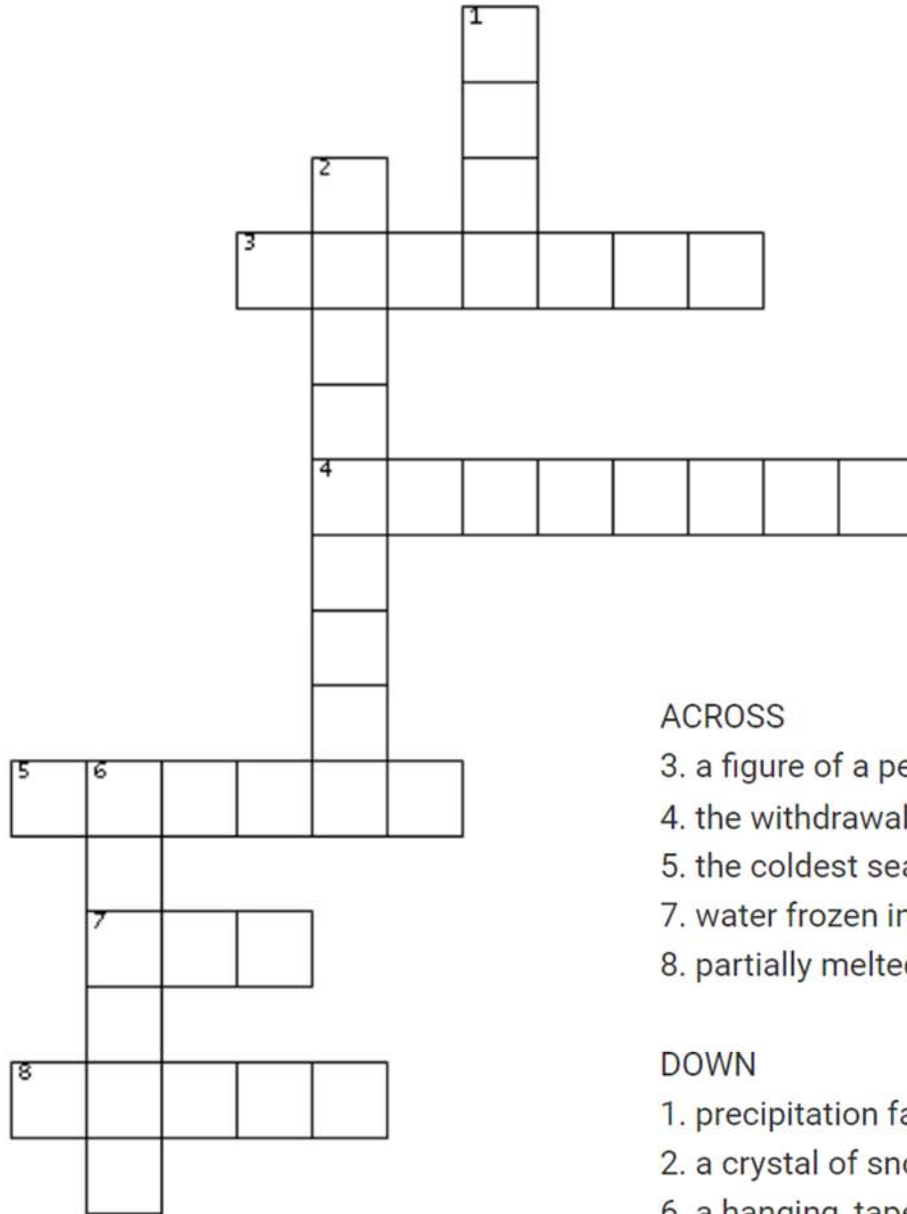 1
2
3
4
5 6
7
8
ACROSS
3. a figure of a pe
4. the withdrawal
5. the coldest sea
7. water frozen in
8. partially melted
DOWN
1. precipitation fa
2. a crystal of sno
6. a hanging, tape